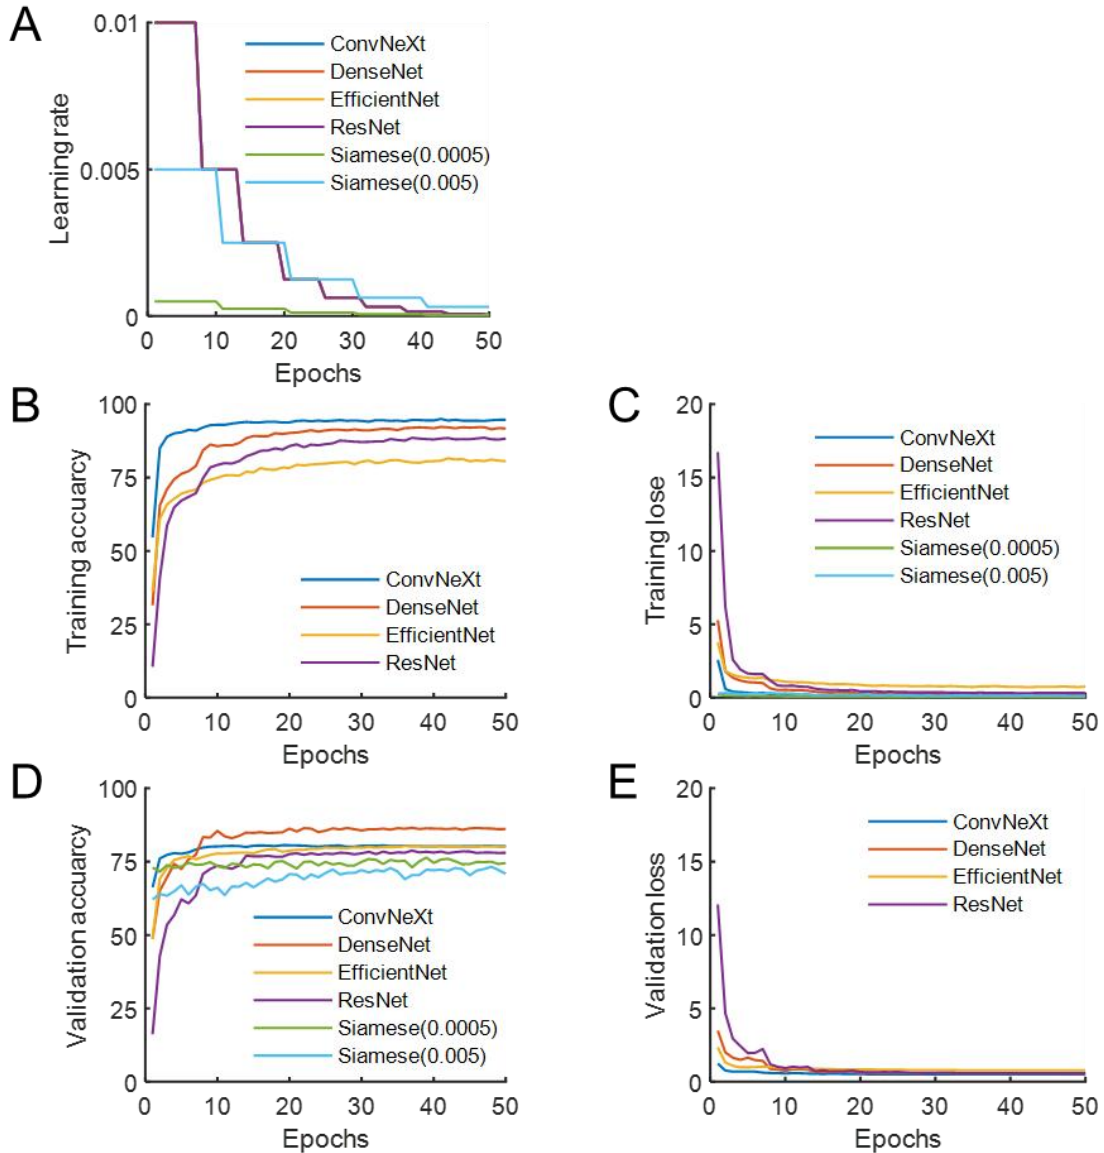 A
0.01
ConvNeXt
DenseNet
EfficientNet
ResNet
Siamese(0.0005)
Siamese(0.005)
0.005
Learning rate
0
0 10 20 30 40 50
Epochs
B
100
75
50
25
0
Training accuarcy
ConvNeXt
DenseNet
EfficientNet
ResNet
0 10 20 30 40 50
Epochs
C
20
15
10
5
0
Training lose
ConvNeXt
DenseNet
EfficientNet
ResNet
Siamese(0.0005)
Siamese(0.005)
0 10 20 30 40 50
Epochs
D
100
75
50
25
0
Validation accuarcy
ConvNeXt
DenseNet
EfficientNet
ResNet
Siamese(0.0005)
Siamese(0.005)
0 10 20 30 40 50
Epochs
E
20
15
10
5
0
Validation loss
ConvNeXt
DenseNet
EfficientNet
ResNet
0 10 20 30 40 50
Epochs